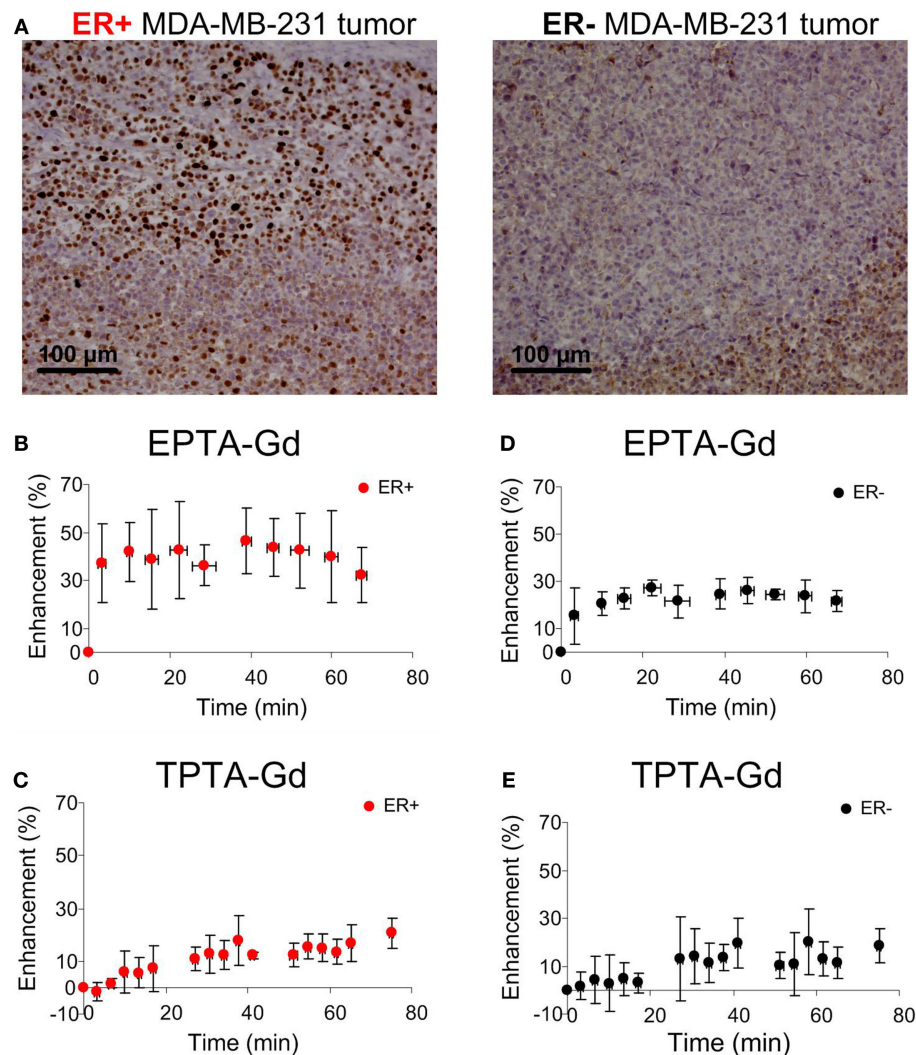 A ER+ MDA-MB-231 tumor
ER- MDA-MB-231 tumor
100 µm
100 µm
B EPTA-Gd
Enhancement (%)
70
50
30
10
0
0 20 40 60 80
Time (min)
ER+
D EPTA-Gd
Enhancement (%)
70
50
30
10
0
0 20 40 60 80
Time (min)
ER-
C TPTA-Gd
Enhancement (%)
70
50
30
10
-10
0 20 40 60 80
Time (min)
ER+
E TPTA-Gd
Enhancement (%)
70
50
30
10
-10
0 20 40 60 80
Time (min)
ER-